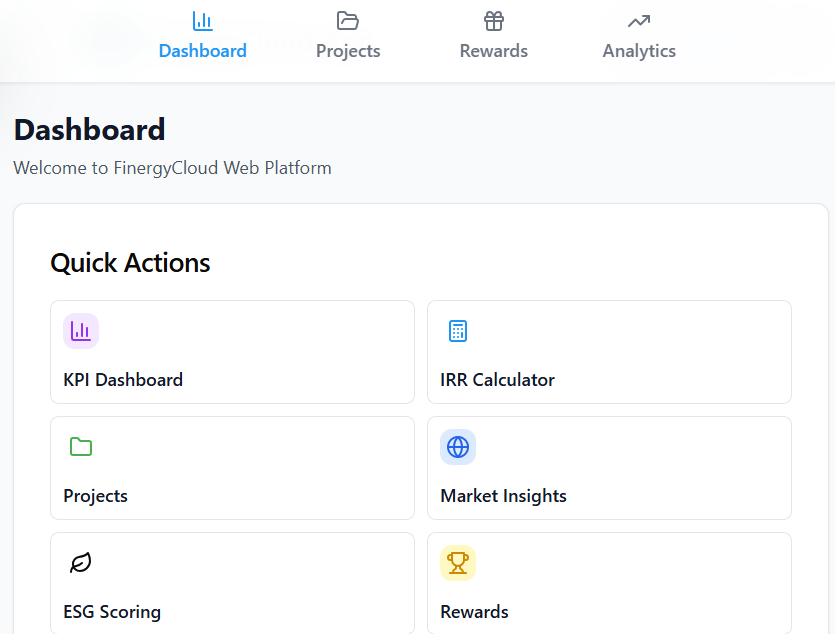 Dashboard Projects Rewards Analytics
Dashboard
Welcome to FinergyCloud Web Platform
Quick Actions
KPI Dashboard IRR Calculator
Projects Market Insights
ESG Scoring Rewards